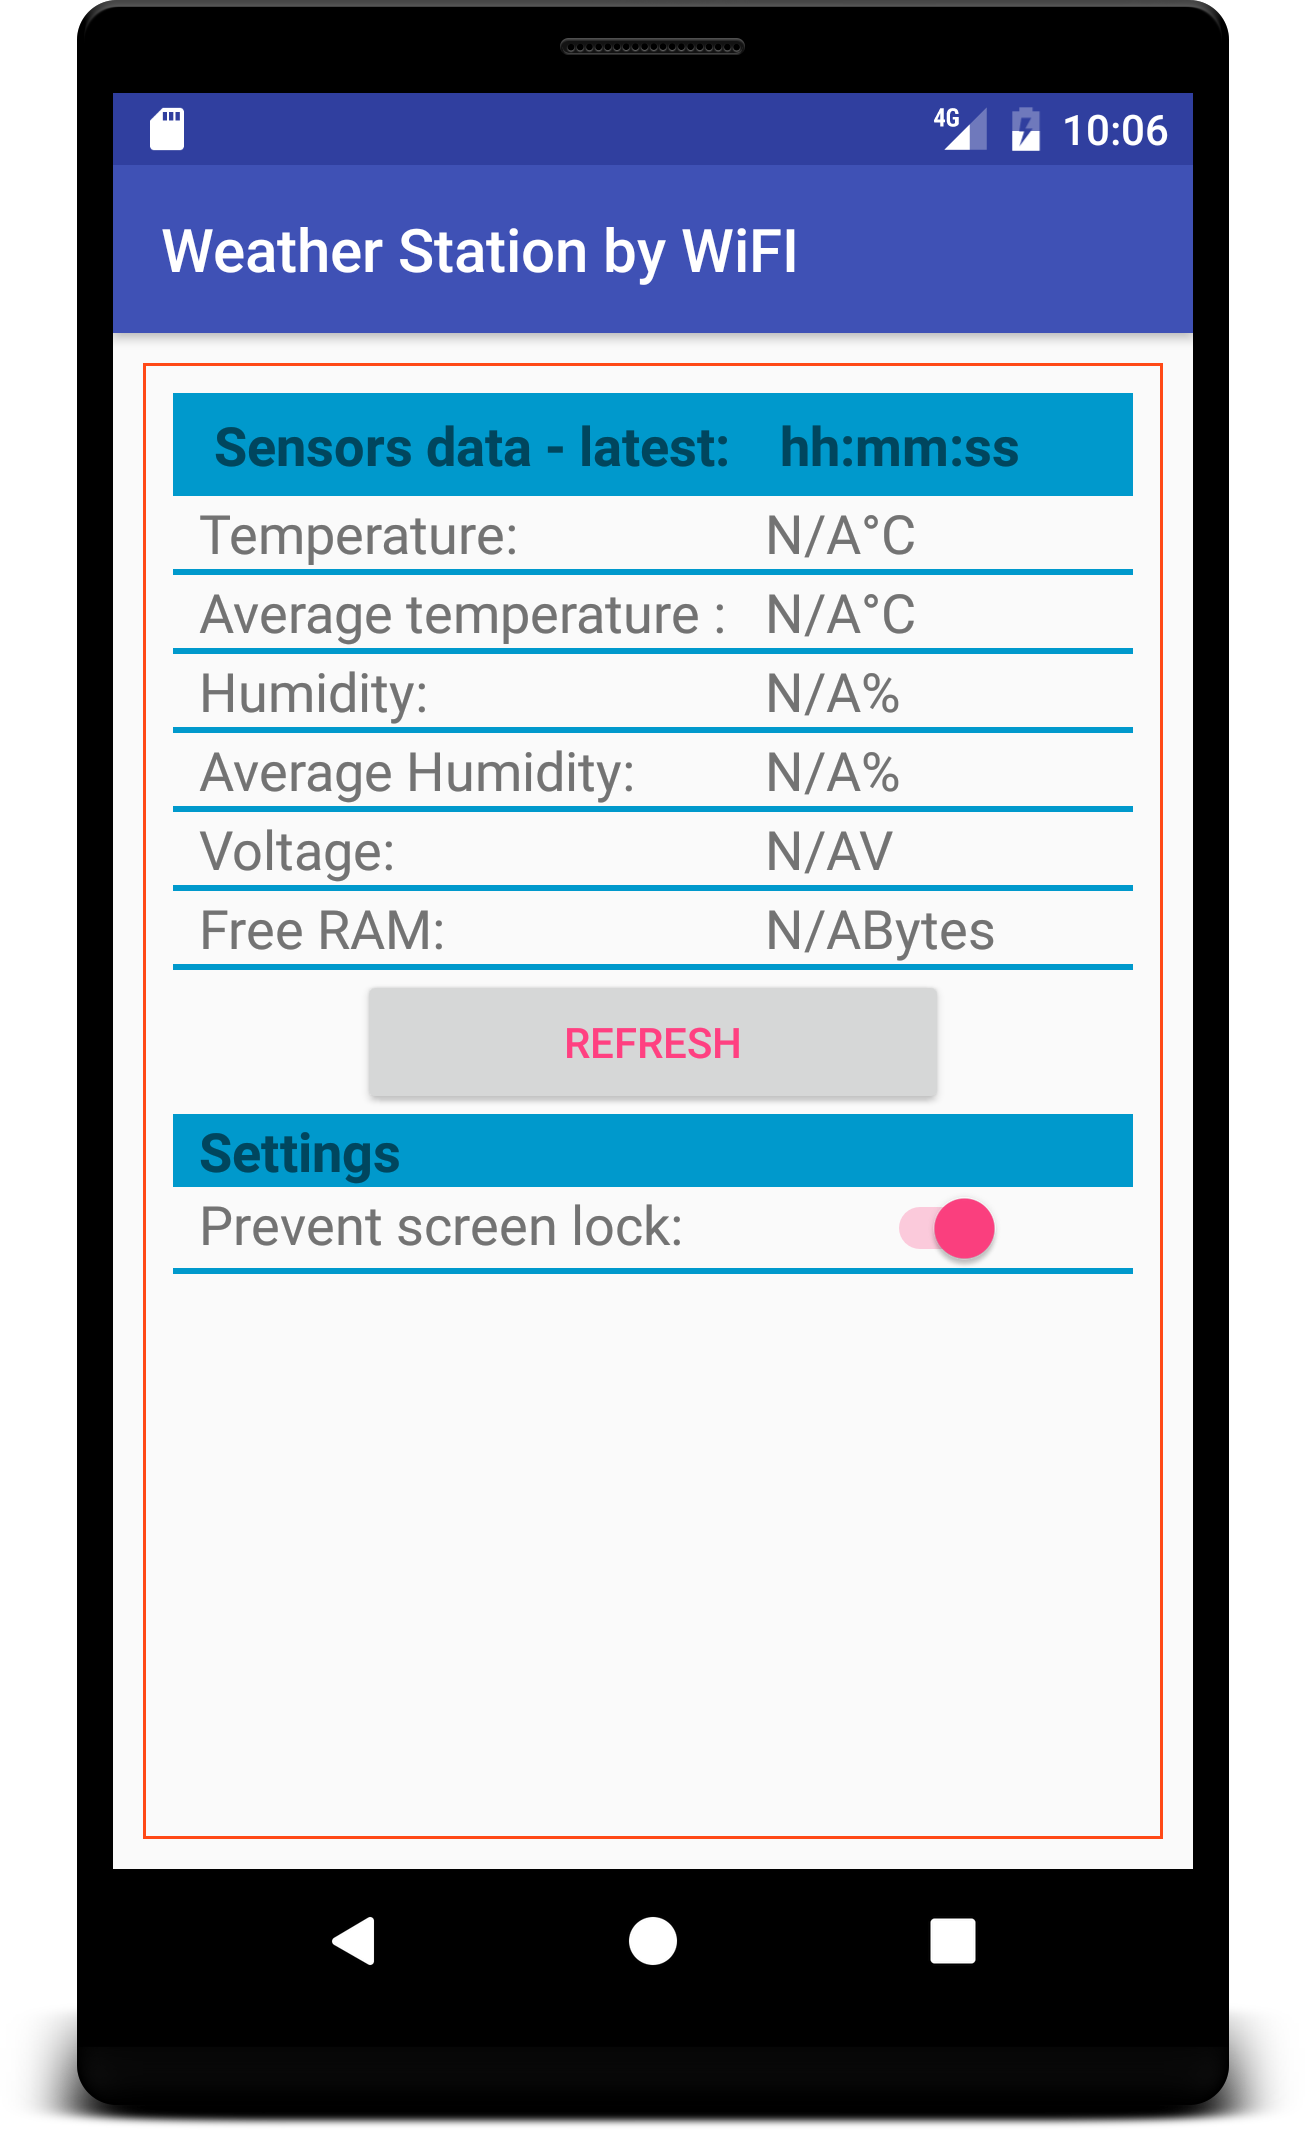 4G 10:06
Weather Station by WiFI
Sensors data - latest: hh:mm:ss
Temperature: N/A°C
Average temperature : N/A°C
Humidity: N/A%
Average Humidity: N/A%
Voltage: N/AV
Free RAM: N/ABytes
REFRESH
Settings
Prevent screen lock: